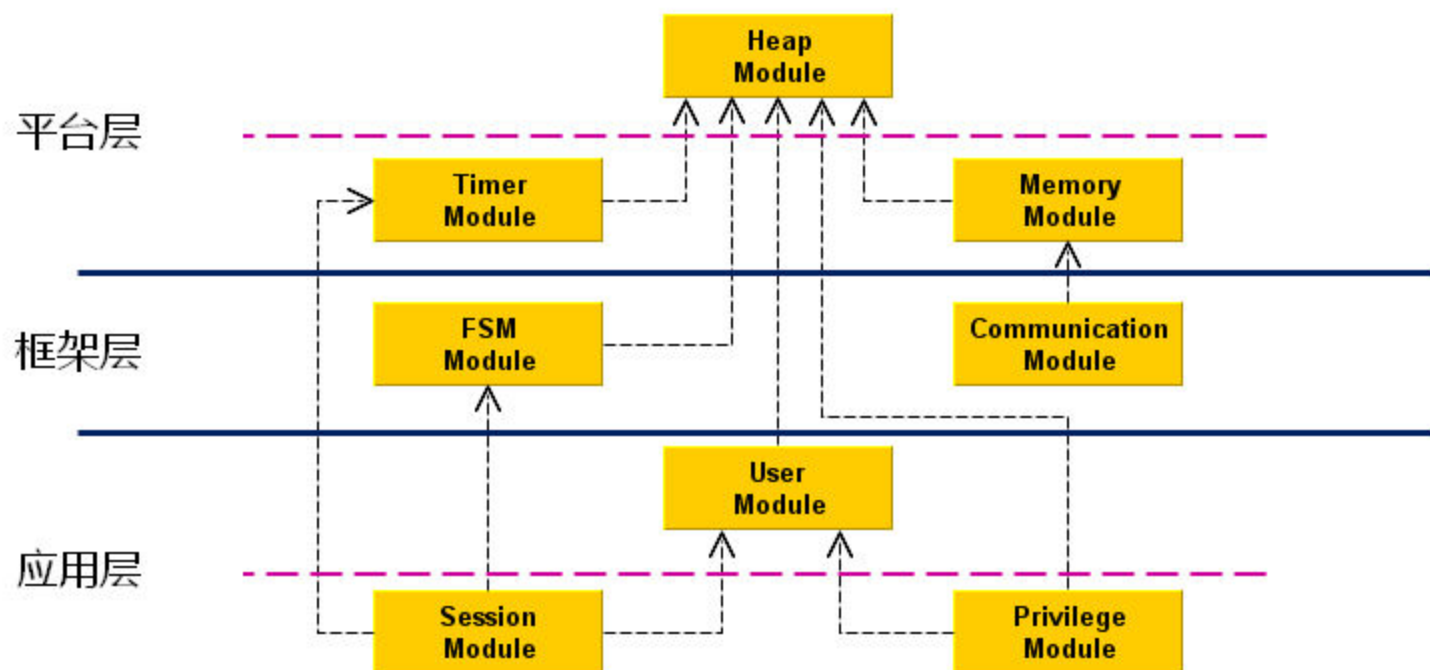 Heap
Module
平台层
Timer
Module
Memory
Module
框架层
FSM
Module
Communication
Module
User
Module
应用层
Session
Module
Privilege
Module